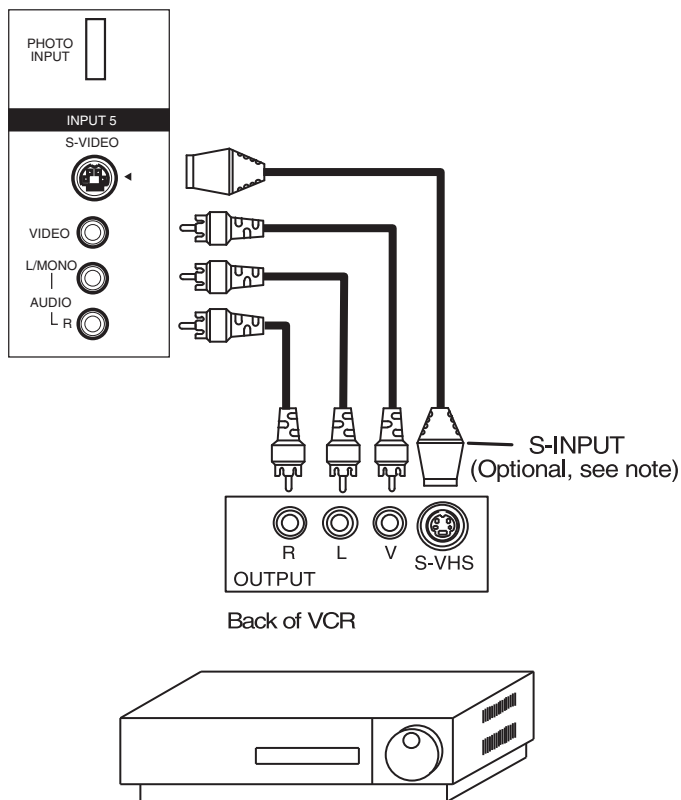 PHOTO
INPUT
INPUT 5
S-VIDEO
VIDEO
L/MONO
AUDIO
R
S-INPUT
(Optional, see note)
R L V S-VHS
OUTPUT
Back of VCR